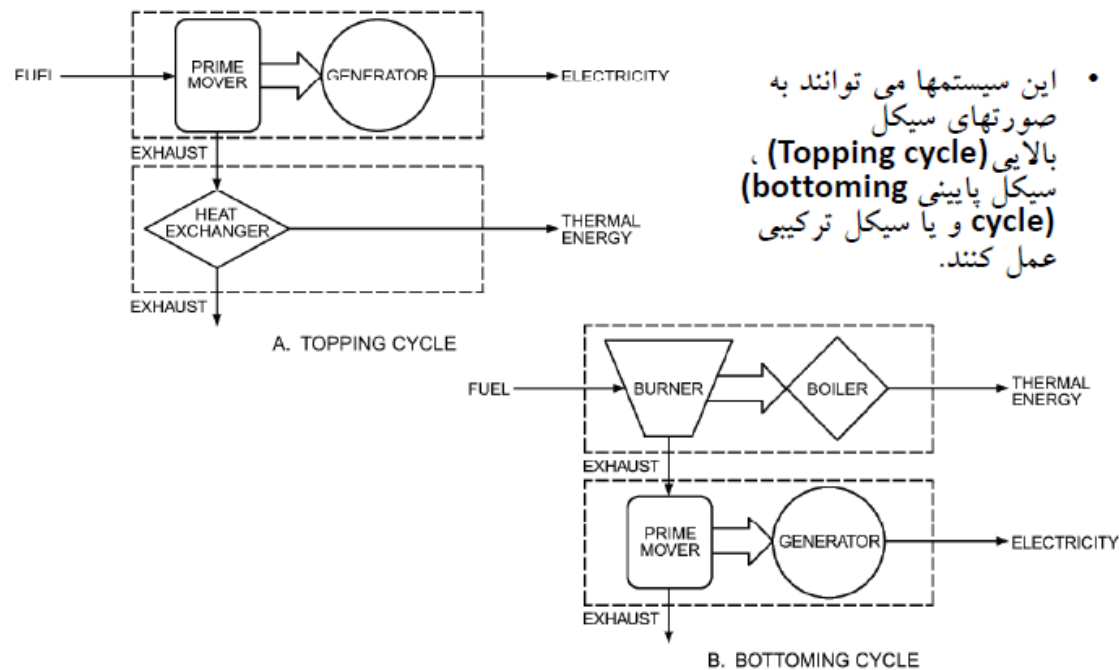 PRIME
MOVER
GENERATOR
FUEL
ELECTRICITY
EXHAUST
HEAT
EXCHANGER
THERMAL
ENERGY
EXHAUST
A. TOPPING CYCLE
• این سیستمها می توانند به
صورتهای سیکل
بالایی(Topping cycle) ،
سیکل پایینی (bottoming
cycle) و یا سیکل ترکیبی
عمل کنند.
FUEL
BURNER
BOILER
THERMAL
ENERGY
EXHAUST
PRIME
MOVER
GENERATOR
ELECTRICITY
EXHAUST
B. BOTTOMING CYCLE